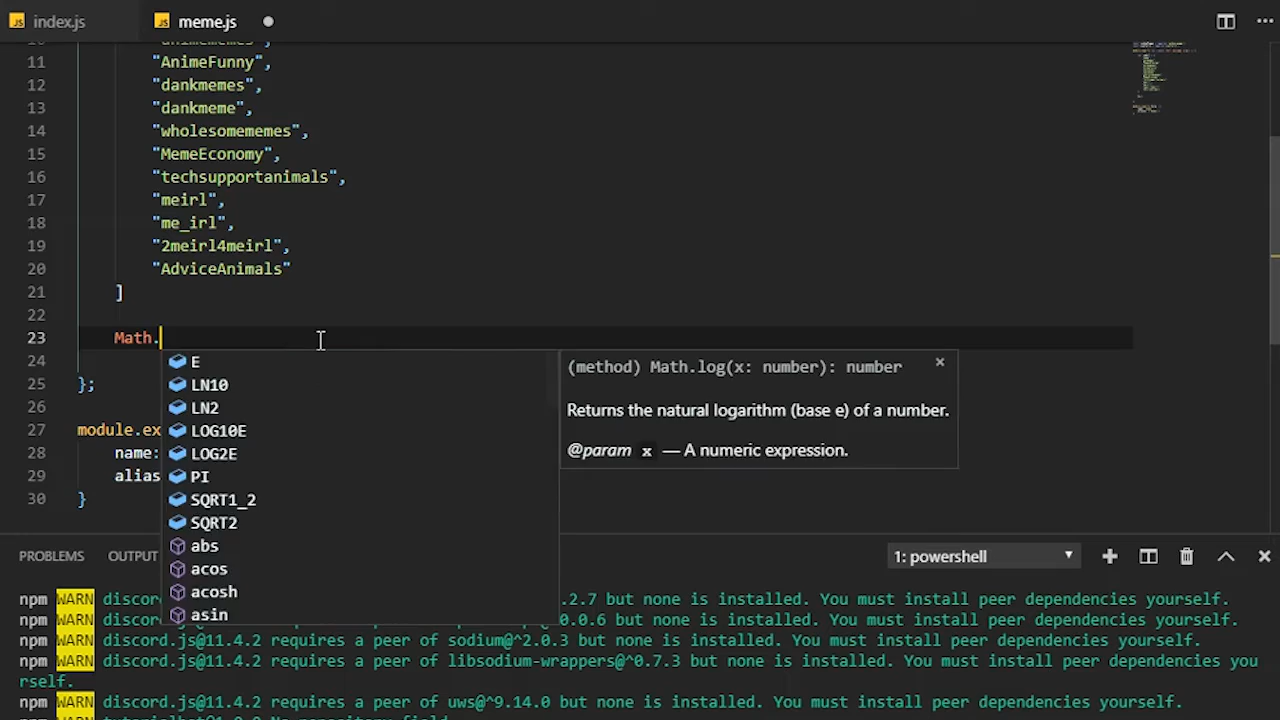 JS index.js
JS meme.js
11 "AnimeFunny",
12 "dankmemes",
13 "dankmeme",
14 "wholesomememes",
15 "MemeEconomy",
16 "techsupportanimals",
17 "meirl",
18 "me_irl",
19 "2meirl4meirl",
20 "AdviceAnimals"
21 ]
22
23 Math.
24
25 };
26
27 module.ex
28 name:
29 alias
30 }
E
LN10
LN2
LOG10E
LOG2E
PI
SQRT1_2
SQRT2
abs
acos
acosh
asin
(method) Math.log(x: number): number
Returns the natural logarithm (base e) of a number.
@param x — A numeric expression.
PROBLEMS OUTPUT 1: powershell
npm WARN discor .2.7 but none is installed. You must install peer dependencies yourself.
npm WARN discor 0.0.6 but none is installed. You must install peer dependencies yourself.
npm WARN discord.js@11.4.2 requires a peer of sodium@^2.0.3 but none is installed. You must install peer dependencies yourself.
npm WARN discord.js@11.4.2 requires a peer of libsodium-wrappers@^0.7.3 but none is installed. You must install peer dependencies you
rself.
npm WARN discord.js@11.4.2 requires a peer of uws@^9.14.0 but none is installed. You must install peer dependencies yourself.
npm WARN